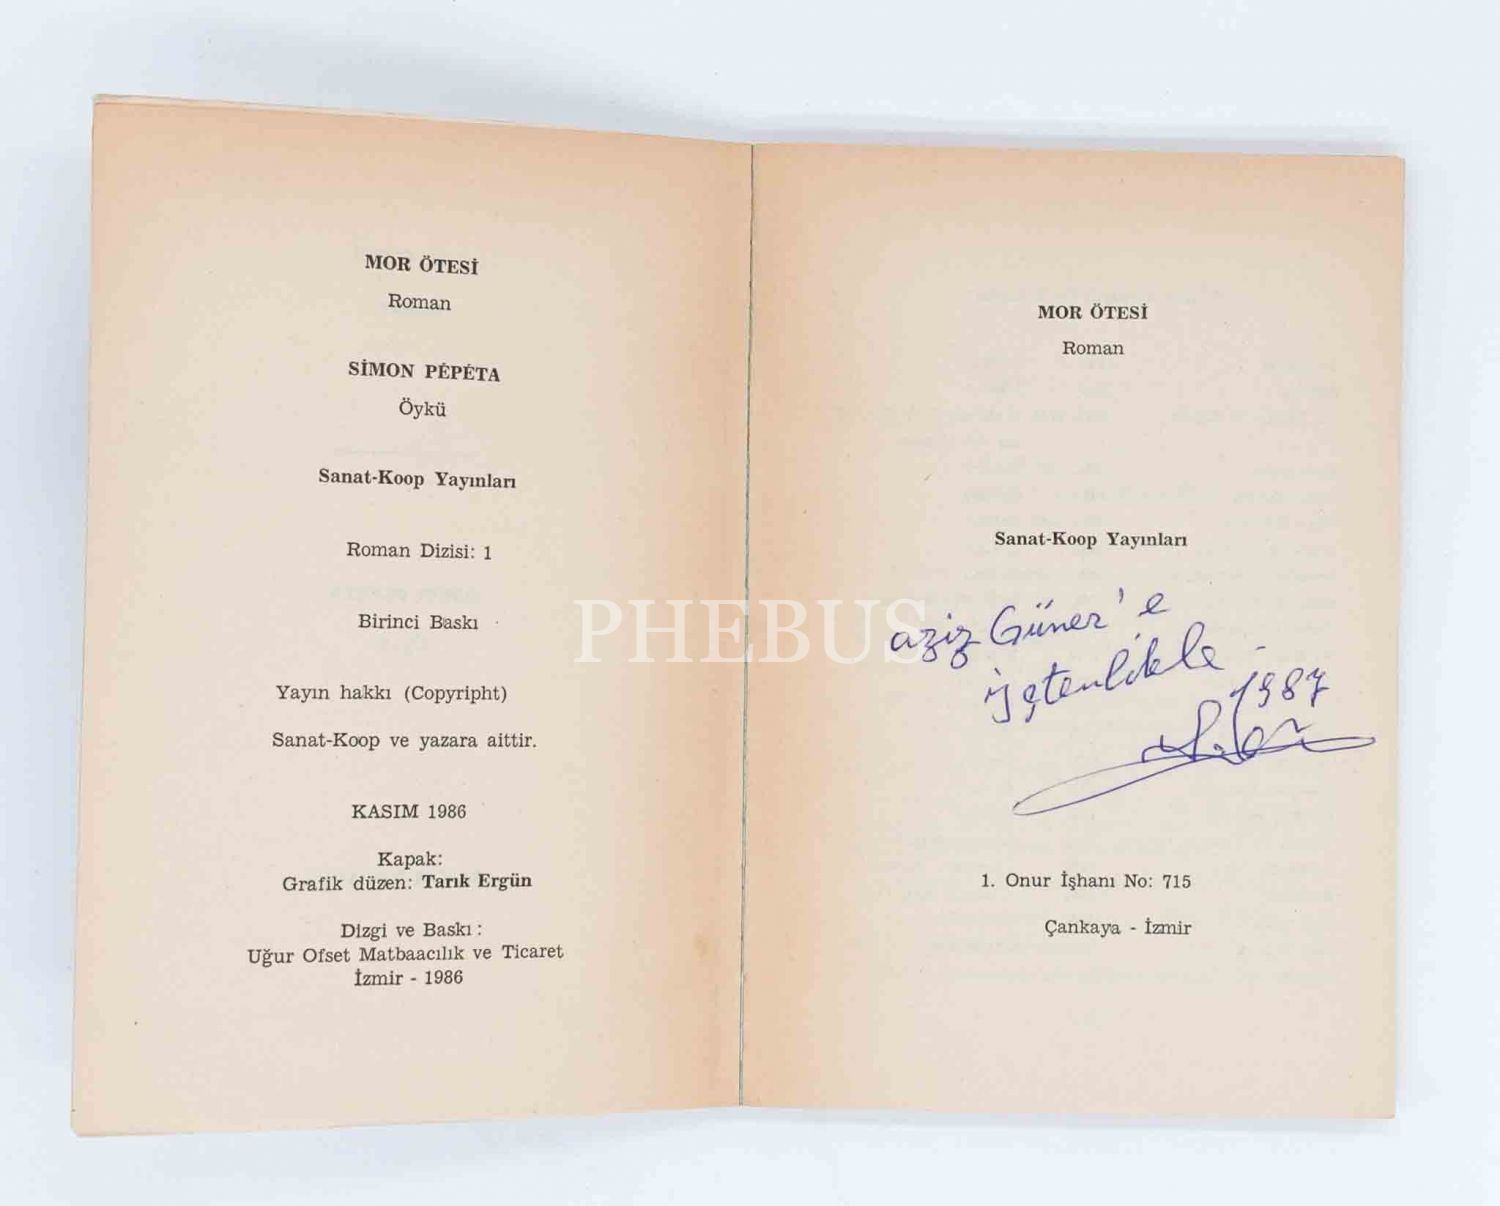 MOR ÖTESİ
Roman
SİMON PÉPÉTA
Öykü
Sanat-Koop Yayınları
Roman Dizisi: 1
Birinci Baskı
Yayın hakkı (Copyripht)
Sanat-Koop ve yazara aittir.
KASIM 1986
Kapak:
Grafik düzen: Tarık Ergün
Dizgi ve Baskı :
Uğur Ofset Matbaacılık ve Ticaret
İzmir - 1986
MOR ÖTESİ
Roman
Sanat-Koop Yayınları
aziz Güner'e
içtenlikle
1987
1. Onur İşhanı No: 715
Çankaya - İzmir
PHEBUS